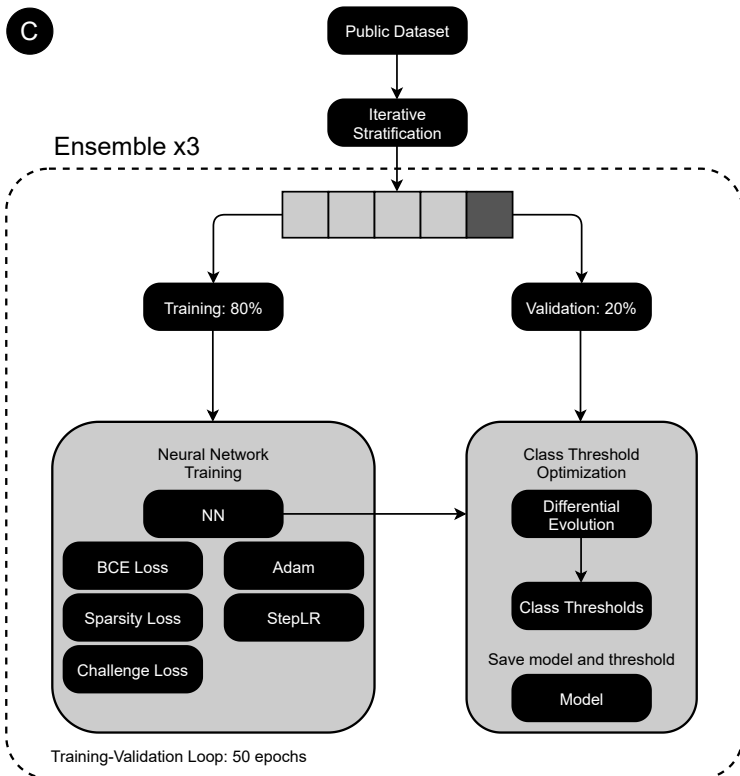 C
Public Dataset
Iterative
Stratification
Ensemble x3
Training: 80%
Validation: 20%
Neural Network
Training
NN
BCE Loss
Adam
Sparsity Loss
StepLR
Challenge Loss
Class Threshold
Optimization
Differential
Evolution
Class Thresholds
Save model and threshold
Model
Training-Validation Loop: 50 epochs